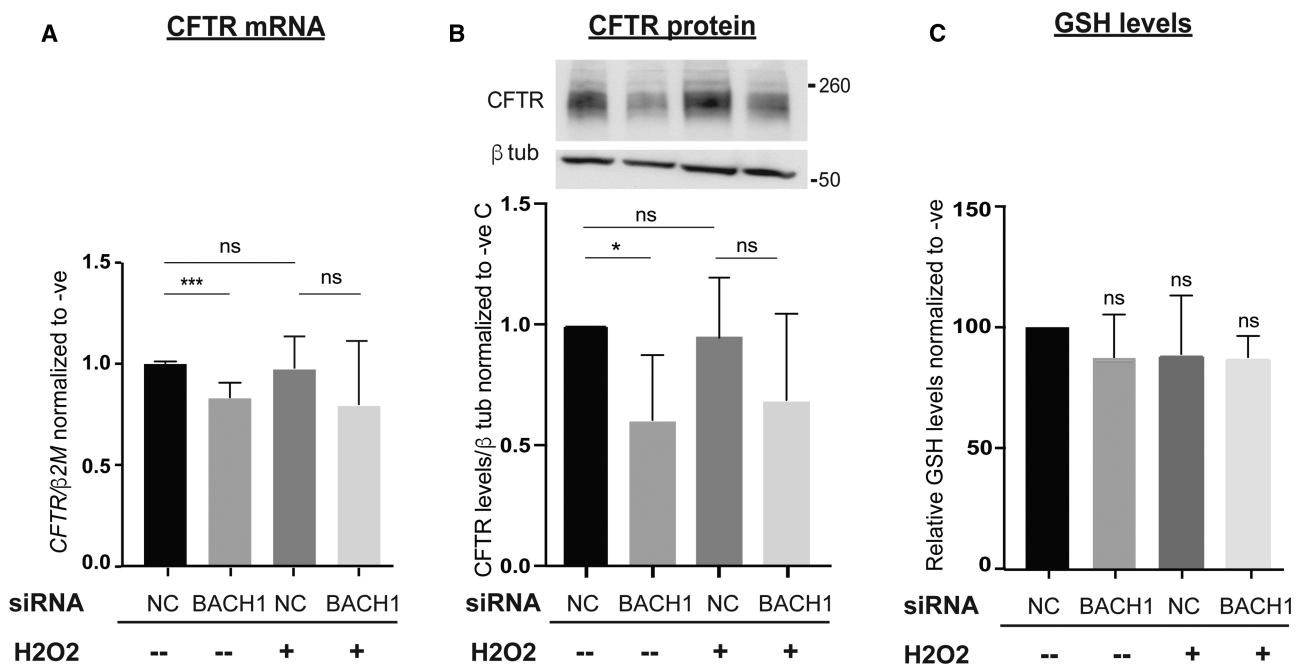 A
CFTR mRNA
CFTR/β2M normalized to -ve
1.5
1.0
0.5
0.0
ns
***
ns
siRNA NC BACH1 NC BACH1
H2O2 -- -- + +
B
CFTR protein
CFTR
-260
β tub
-50
CFTR levels/β tub normalized to -ve C
1.5
1.0
0.5
0.0
ns
*
ns
NC BACH1 NC BACH1
H2O2 -- -- + +
C
GSH levels
Relative GSH levels normalized to -ve
150
100
50
0
ns
ns
ns
siRNA NC BACH1 NC BACH1
H2O2 -- -- + +